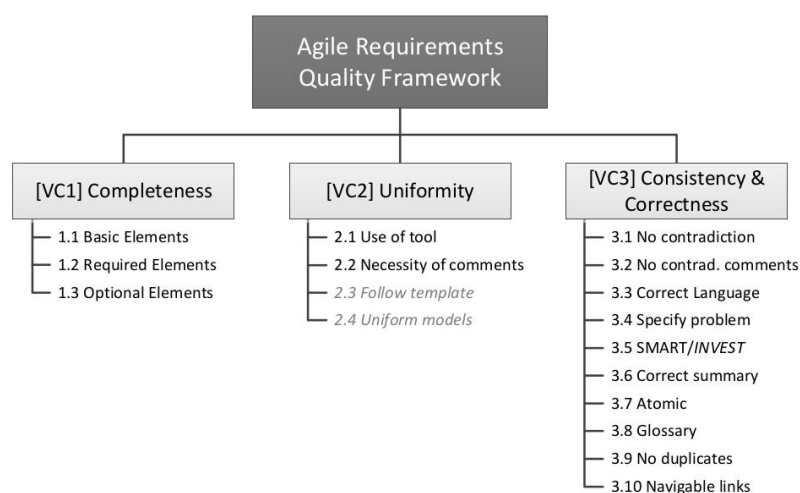 Agile Requirements
Quality Framework
[VC1] Completeness
1.1 Basic Elements
1.2 Required Elements
1.3 Optional Elements
[VC2] Uniformity
2.1 Use of tool
2.2 Necessity of comments
2.3 Follow template
2.4 Uniform models
[VC3] Consistency &
Correctness
3.1 No contradiction
3.2 No contrad. comments
3.3 Correct Language
3.4 Specify problem
3.5 SMART/INVEST
3.6 Correct summary
3.7 Atomic
3.8 Glossary
3.9 No duplicates
3.10 Navigable links